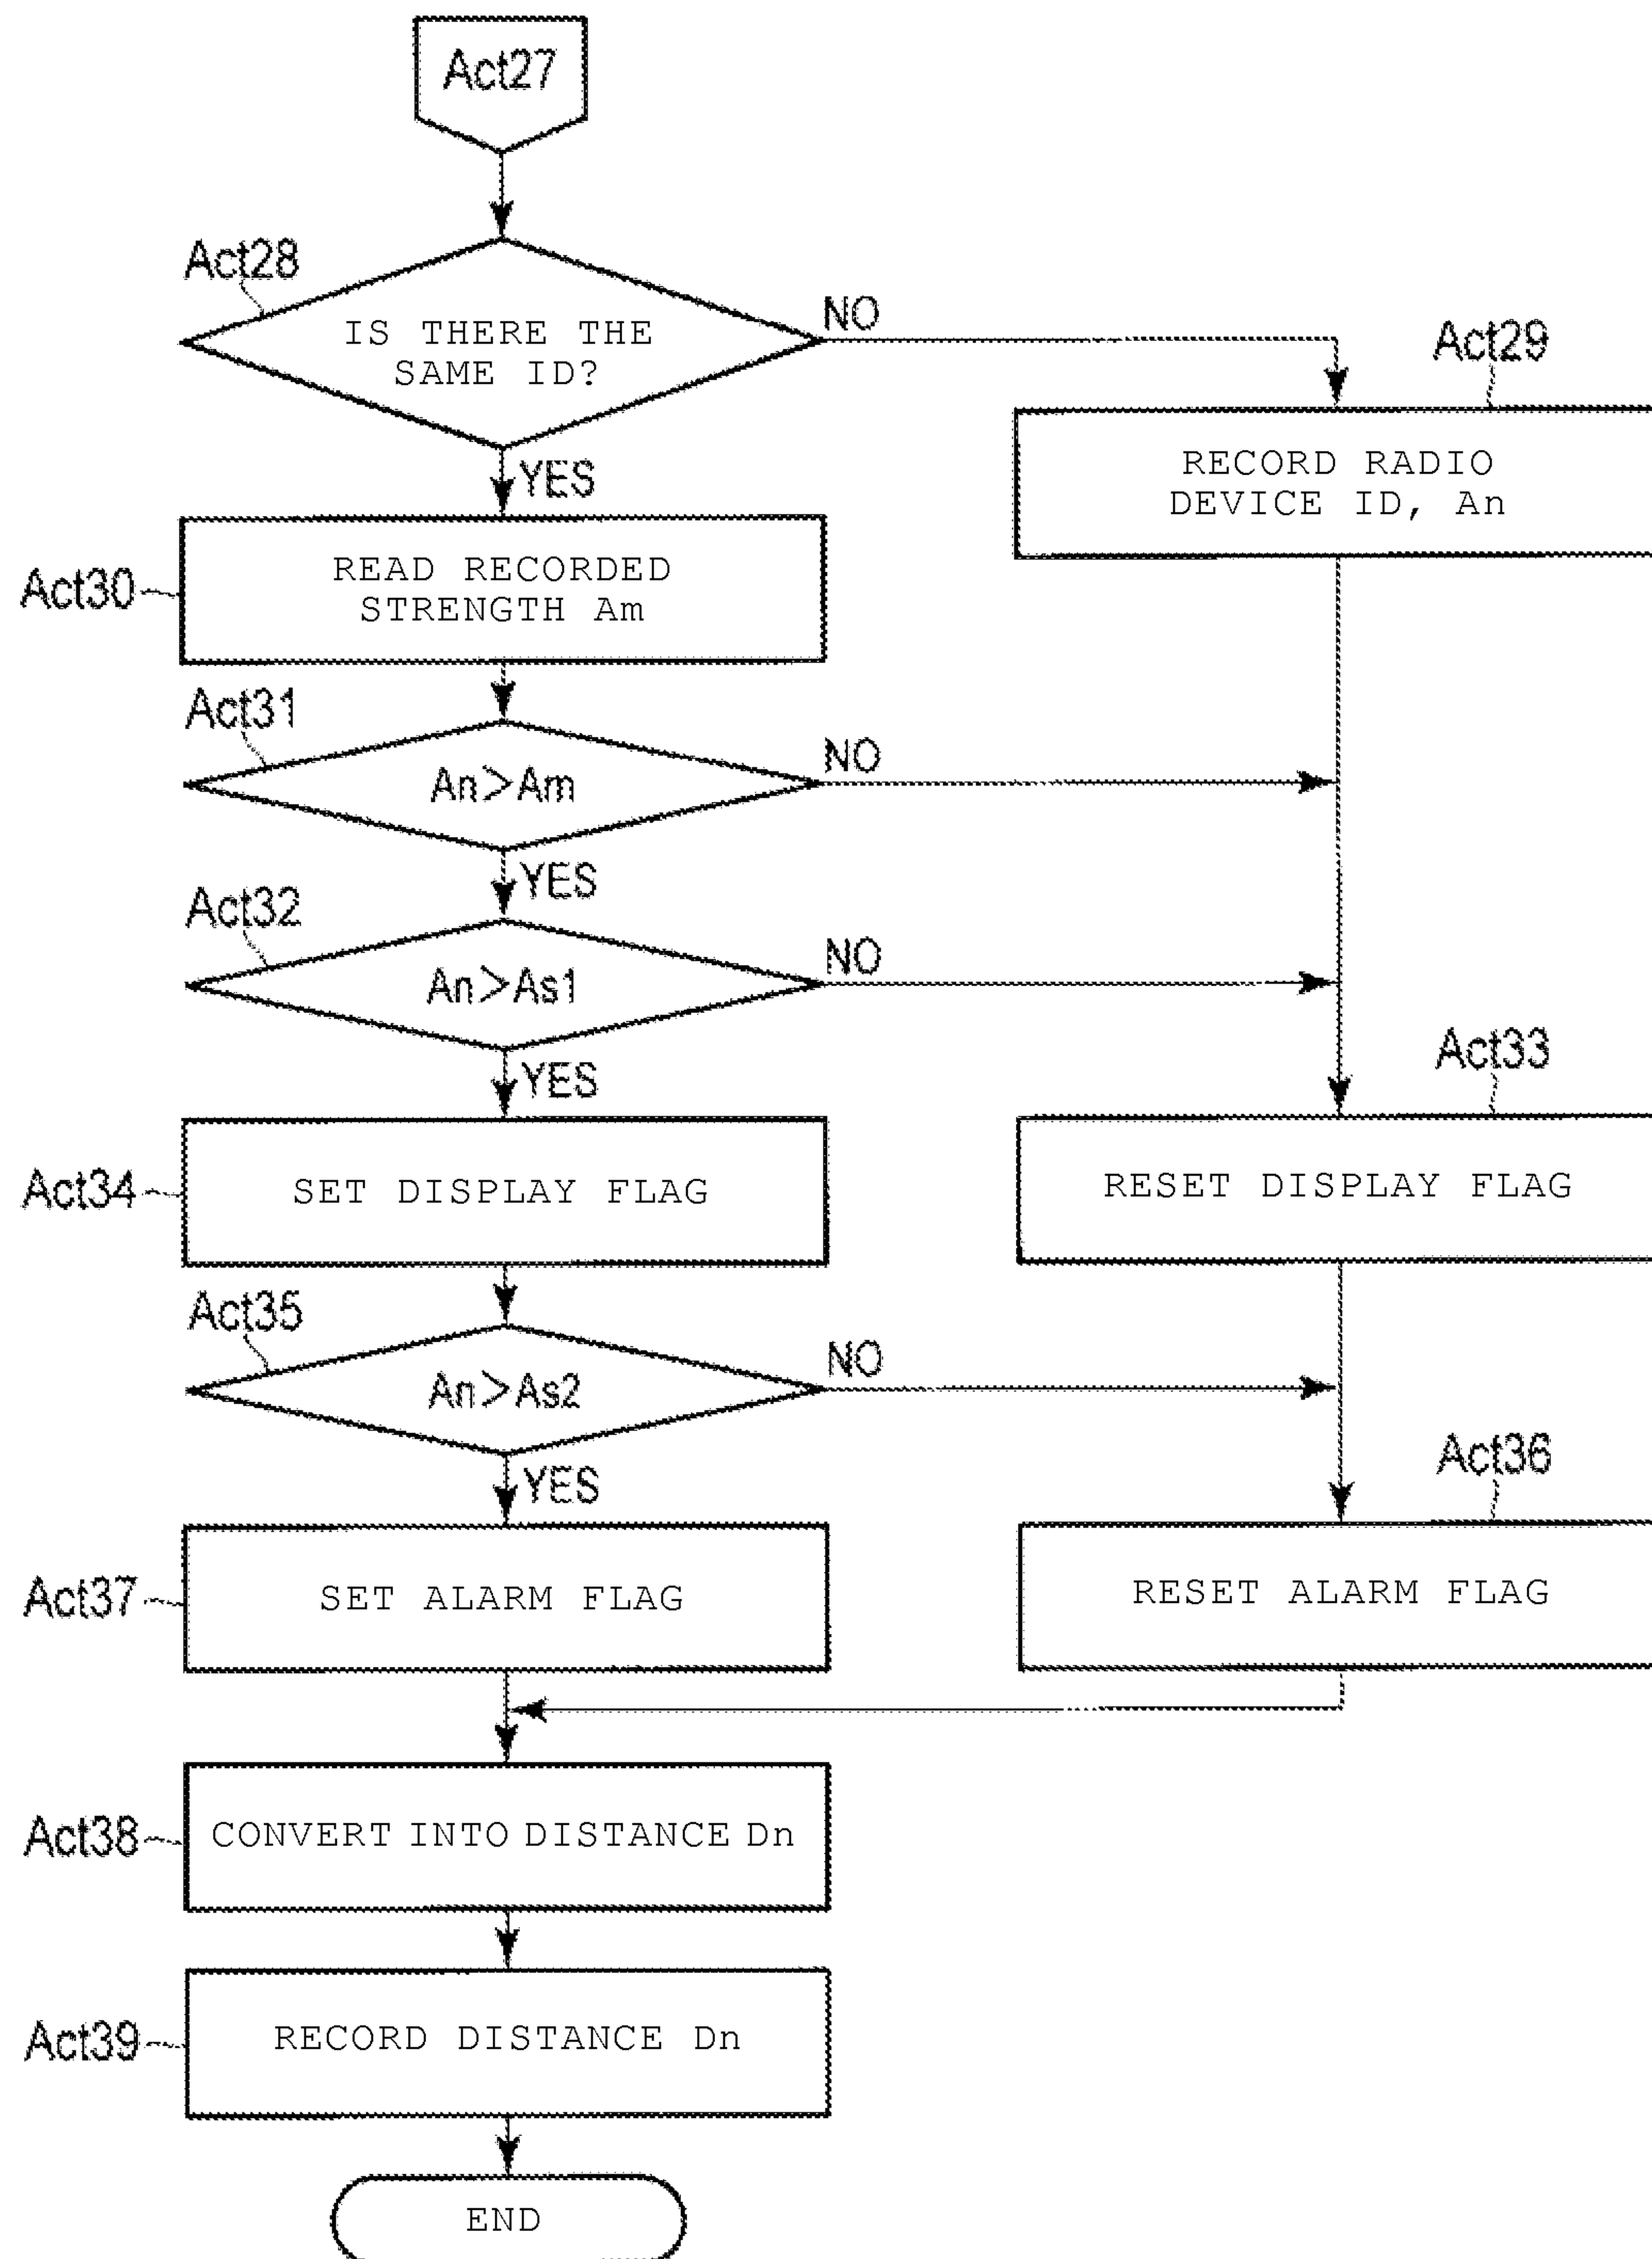 Act27
Act28
IS THERE THE
SAME ID?
NO
YES
Act29
RECORD RADIO
DEVICE ID, An
Act30
READ RECORDED
STRENGTH Am
Act31
An>Am
NO
YES
Act32
An>As1
NO
YES
Act33
RESET DISPLAY FLAG
Act34
SET DISPLAY FLAG
Act35
An>As2
NO
YES
Act36
RESET ALARM FLAG
Act37
SET ALARM FLAG
Act38
CONVERT INTO DISTANCE Dn
Act39
RECORD DISTANCE Dn
END